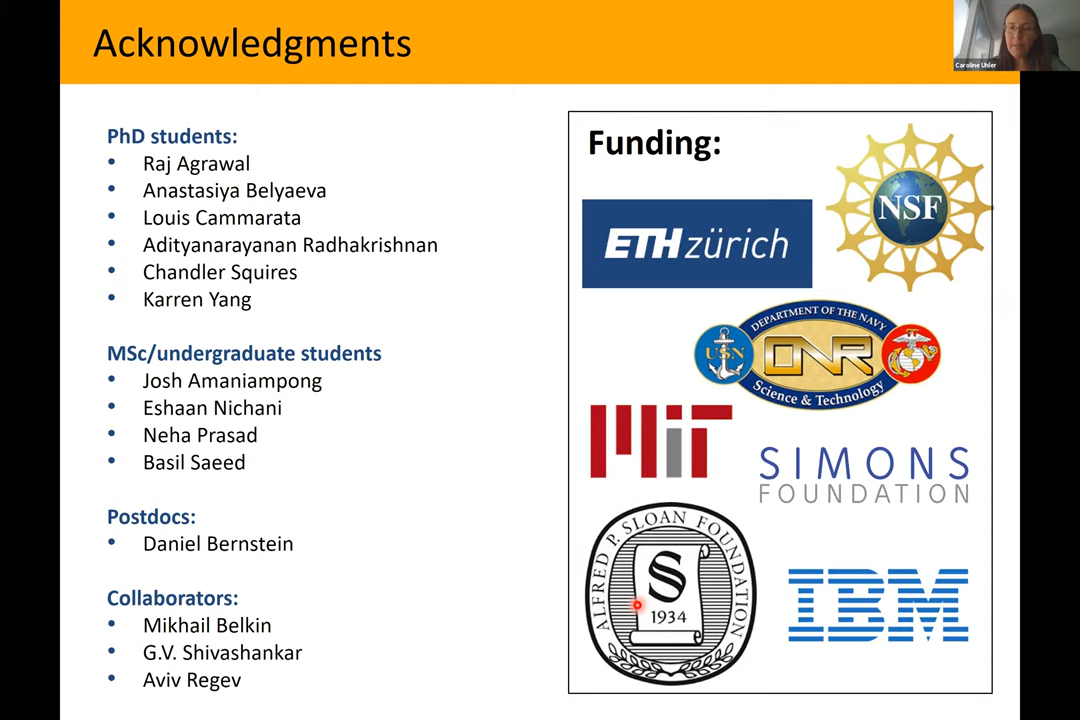 Acknowledgments
Caroline Uhler
PhD students:
• Raj Agrawal
• Anastasiya Belyaeva
• Louis Cammarata
• Adityanarayanan Radhakrishnan
• Chandler Squires
• Karren Yang
MSc/undergraduate students
• Josh Amaniampong
• Eshaan Nichani
• Neha Prasad
• Basil Saeed
Postdocs:
• Daniel Bernstein
Collaborators:
• Mikhail Belkin
• G.V. Shivashankar
• Aviv Regev
Funding:
NSF
ETH zürich
DEPARTMENT OF THE NAVY
USN
ONR
Science & Technology
MIT
SIMONS
FOUNDATION
ALFRED P. SLOAN FOUNDATION
S
1934
IBM